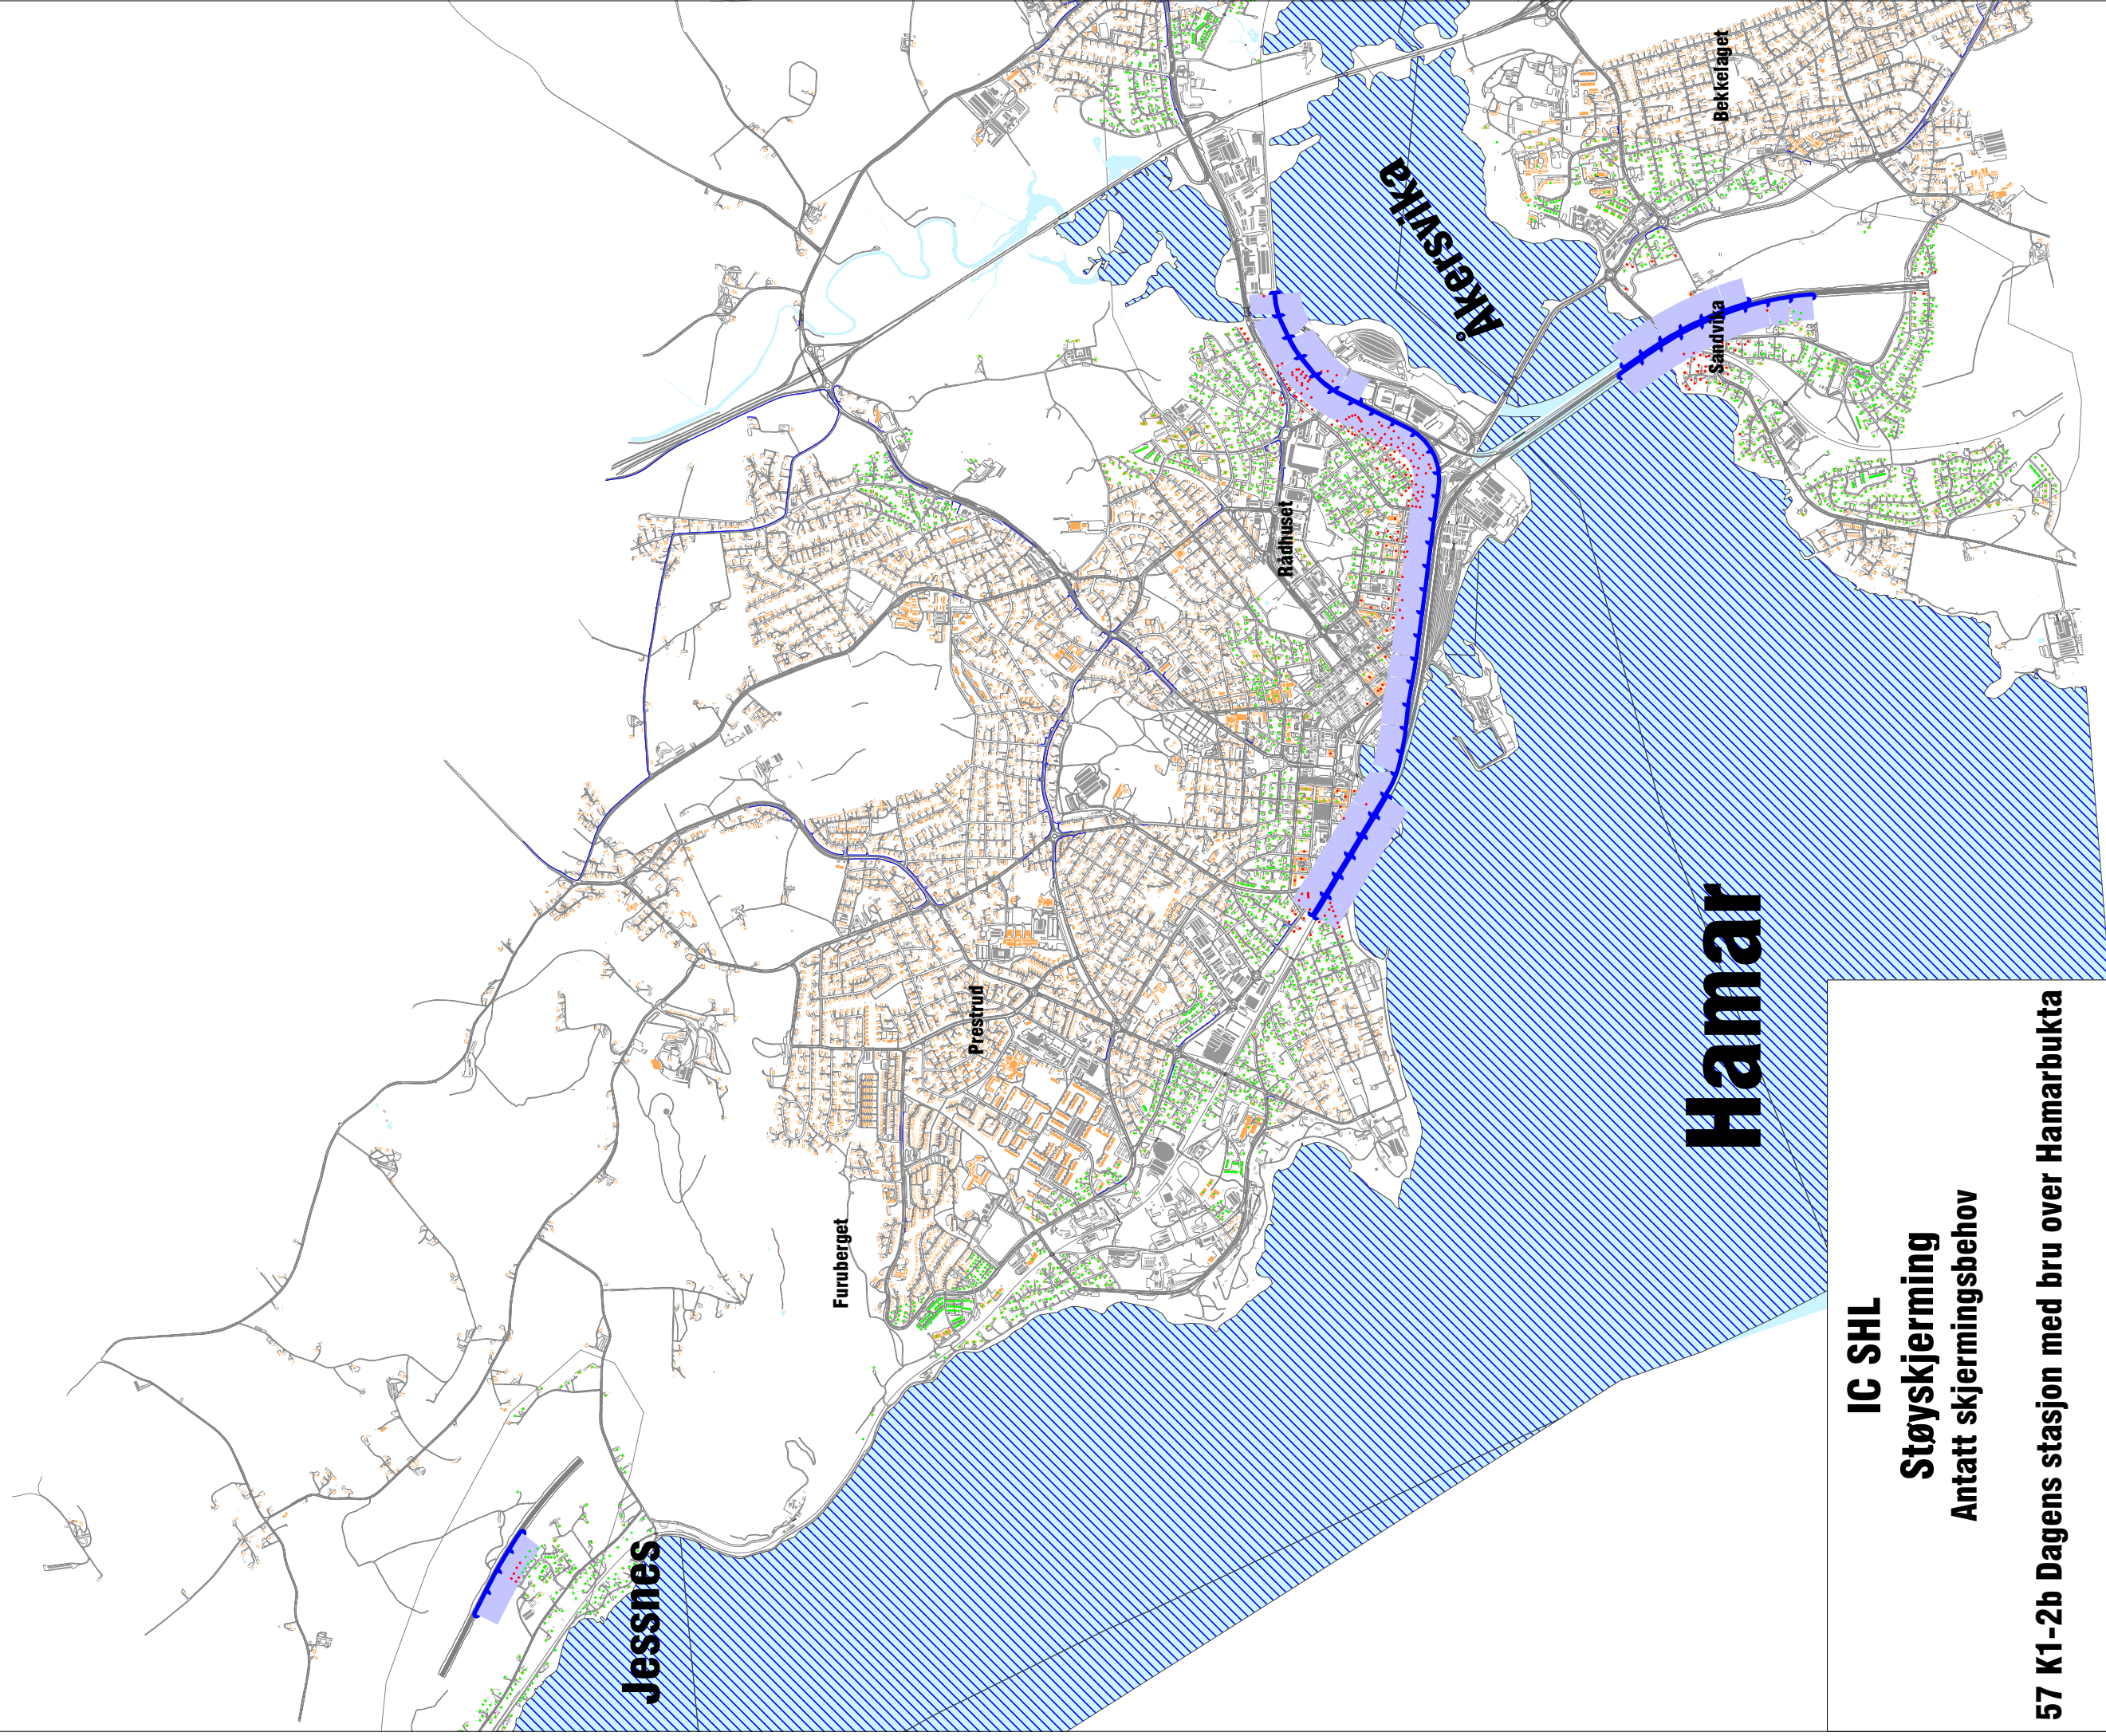 Bekkelaget
Åkersvika
Sandvika
Rådhuset
Hamar
Prestrud
Furuberget
Jessnes
IC SHL
Støyskjerming
Antatt skjermingsbehov
57 K1-2b Dagens stasjon med bru over Hamarbukta